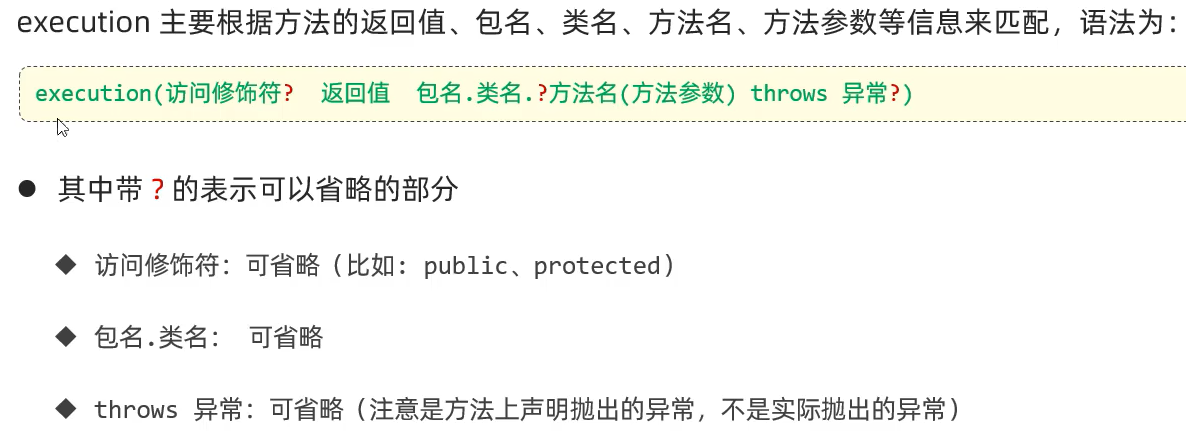 execution 主要根据方法的返回值、包名、类名、方法名、方法参数等信息来匹配，语法为：
execution(访问修饰符? 返回值 包名.类名.?方法名(方法参数) throws 异常?)
● 其中带 ? 的表示可以省略的部分
◆ 访问修饰符：可省略（比如: public、protected）
◆ 包名.类名： 可省略
◆ throws 异常：可省略（注意是方法上声明抛出的异常，不是实际抛出的异常）